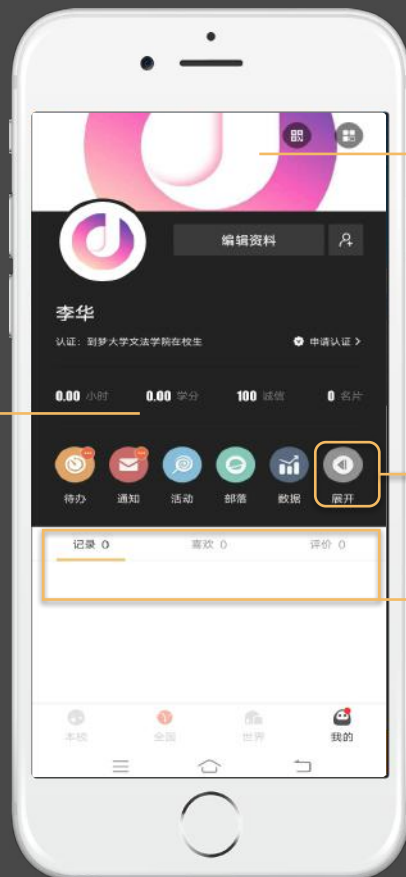 编辑资料
李华
认证：到梦大学文法学院在校生 申请认证 >
0.00 小时 0.00 学分 100 诚信 0 名片
待办 通知 活动 部落 数据 展开
记录 0 喜欢 0 评价 0
本校 全国 世界 我的